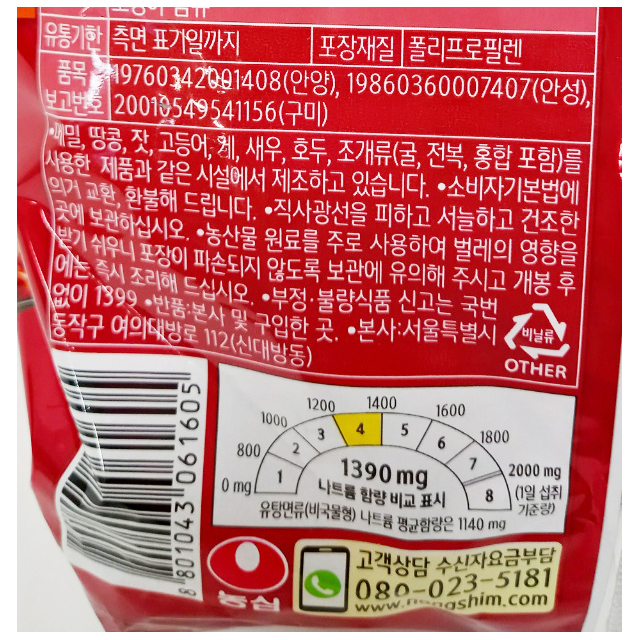 유통기한 측면 표기일까지 포장재질 폴리프로필렌
품목보고번호 19760342001408(안양), 19860360007407(안성),
20010549541156(구미)
•메밀, 땅콩, 잣, 고등어, 게, 새우, 호두, 조개류(굴, 전복, 홍합 포함)를
사용한 제품과 같은 시설에서 제조하고 있습니다. •소비자기본법에
의거 교환, 환불해 드립니다. •직사광선을 피하고 서늘하고 건조한
곳에 보관하십시오. •농산물 원료를 주로 사용하여 벌레의 영향을
받기 쉬우니 포장이 파손되지 않도록 보관에 유의해 주시고 개봉 후
에는 즉시 조리해 드십시오. •부정·불량식품 신고는 국번
없이 1399 •반품:본사 및 구입한 곳. •본사:서울특별시
동작구 여의대방로 112(신대방동)
비닐류
OTHER
8 801043 061605
0 mg 800 1000 1200 1400 1600 1800 2000 mg
(1일 섭취
기준량)
1 2 3 4 5 6 7 8
1390 mg
나트륨 함량 비교 표시
유탕면류(비국물형) 나트륨 평균함량은 1140 mg
농심
고객상담 수신자요금부담
080-023-5181
www.nongshim.com